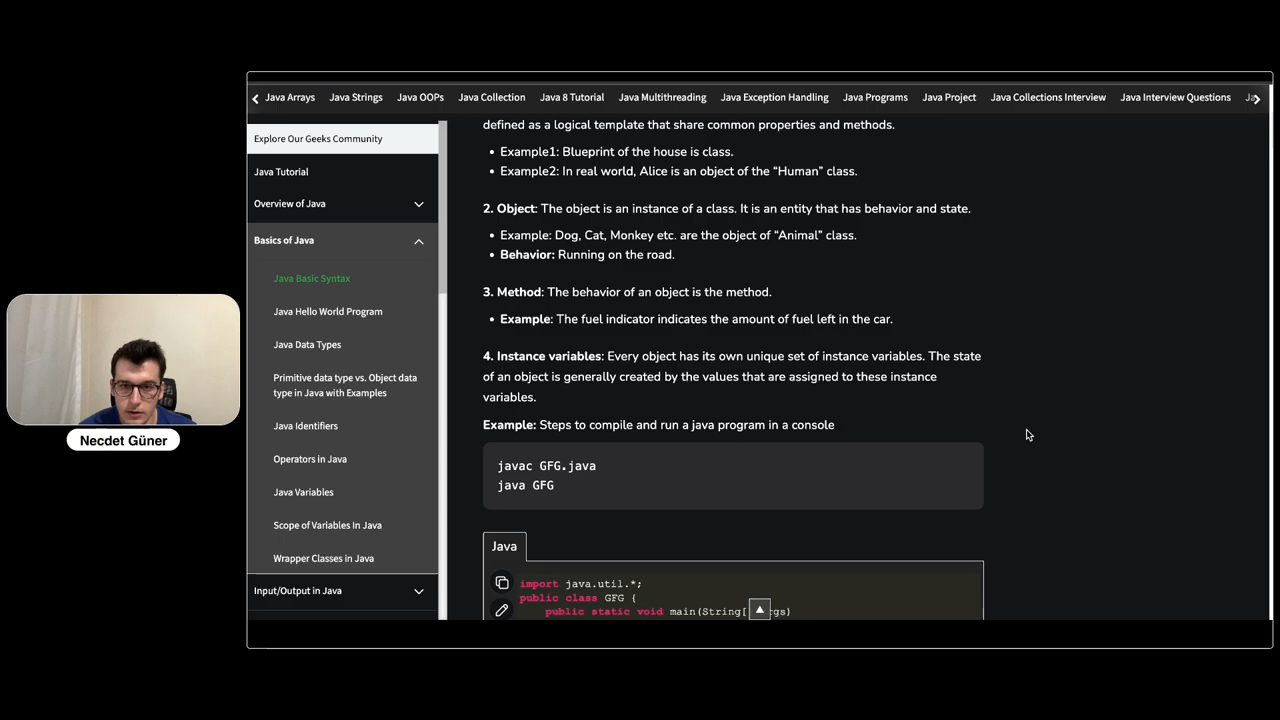 Java Arrays Java Strings Java OOPs Java Collection Java 8 Tutorial Java Multithreading Java Exception Handling Java Programs Java Project Java Collections Interview Java Interview Questions
Explore Our Geeks Community
Java Tutorial
Overview of Java
Basics of Java
Java Basic Syntax
Java Hello World Program
Java Data Types
Primitive data type vs. Object data
type in Java with Examples
Java Identifiers
Operators in Java
Java Variables
Scope of Variables In Java
Wrapper Classes in Java
Input/Output in Java
defined as a logical template that share common properties and methods.
• Example1: Blueprint of the house is class.
• Example2: In real world, Alice is an object of the “Human” class.
2. Object: The object is an instance of a class. It is an entity that has behavior and state.
• Example: Dog, Cat, Monkey etc. are the object of “Animal” class.
• Behavior: Running on the road.
3. Method: The behavior of an object is the method.
• Example: The fuel indicator indicates the amount of fuel left in the car.
4. Instance variables: Every object has its own unique set of instance variables. The state
of an object is generally created by the values that are assigned to these instance
variables.
Example: Steps to compile and run a java program in a console
javac GFG.java
java GFG
Java
import java.util.*;
public class GFG {
public static void main(String[
Necdet Güner